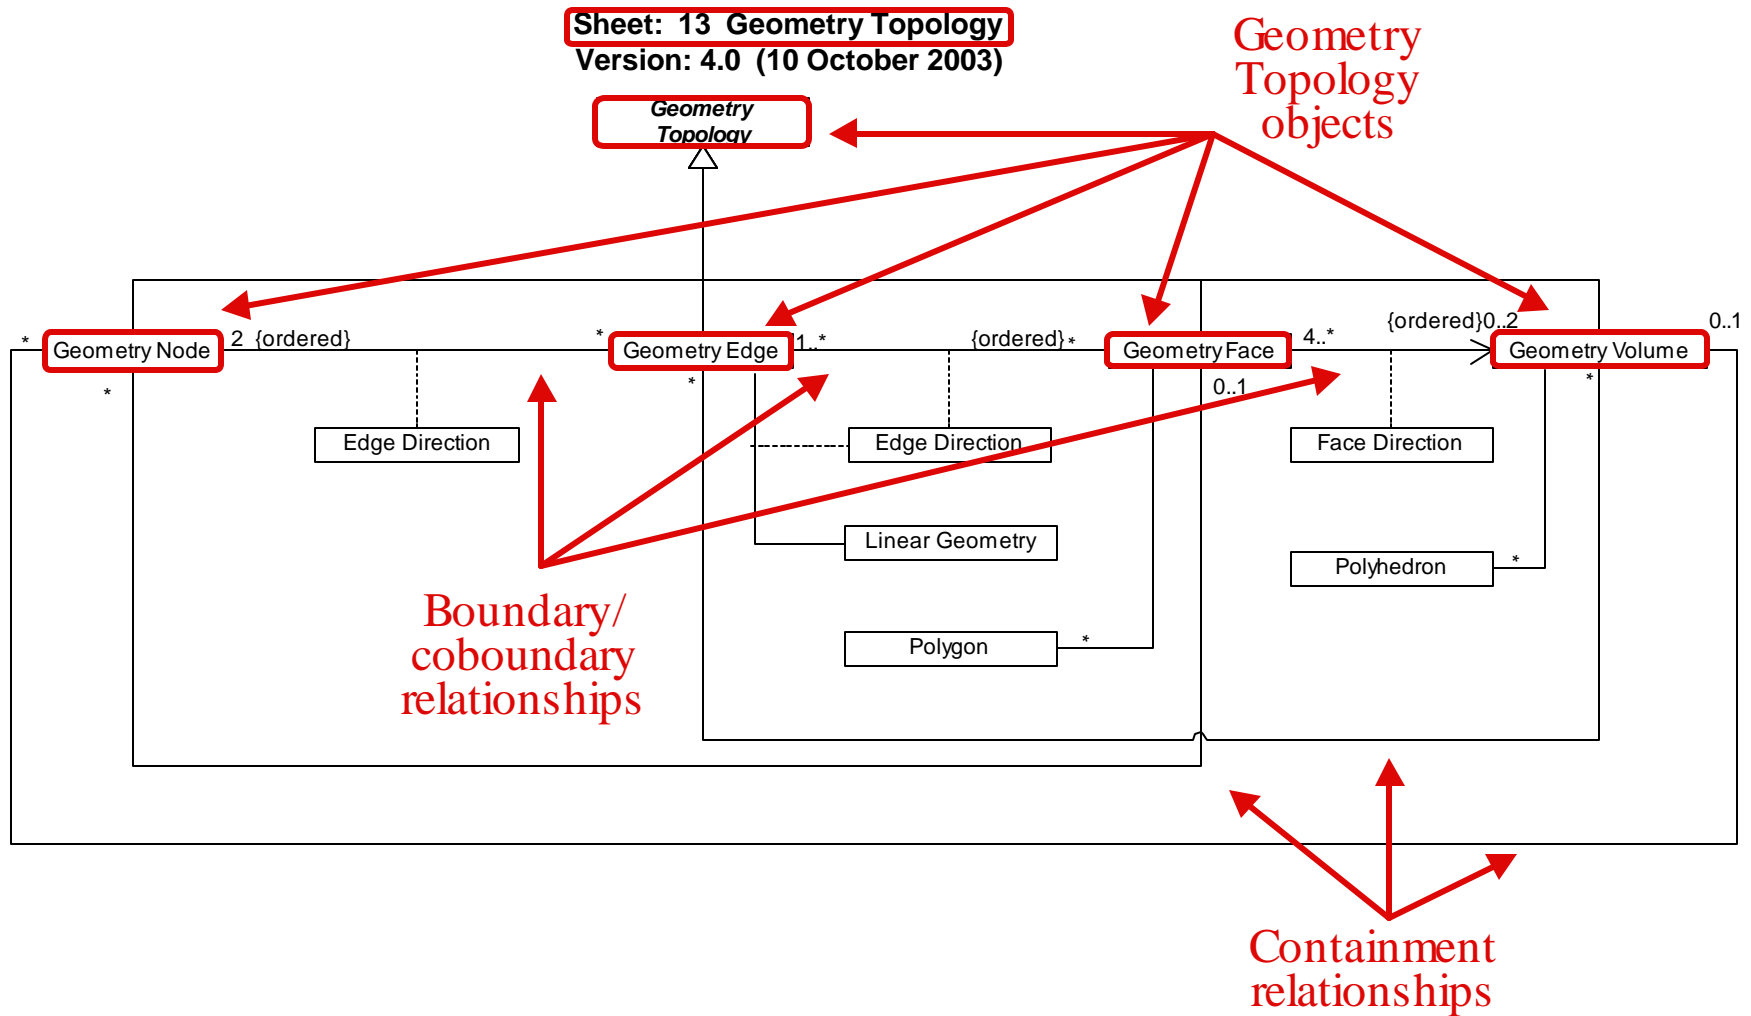 Sheet: 13 Geometry Topology
Version: 4.0 (10 October 2003)
Geometry
Topology
objects
Geometry
Topology
* Geometry Node 2 {ordered} * Geometry Edge 1..* {ordered} * Geometry Face 4..* {ordered} 0..2 Geometry Volume 0..1
* * 0..1 *
Edge Direction
Edge Direction
Face Direction
Linear Geometry
Polyhedron *
Polygon *
Boundary/
coboundary
relationships
Containment
relationships